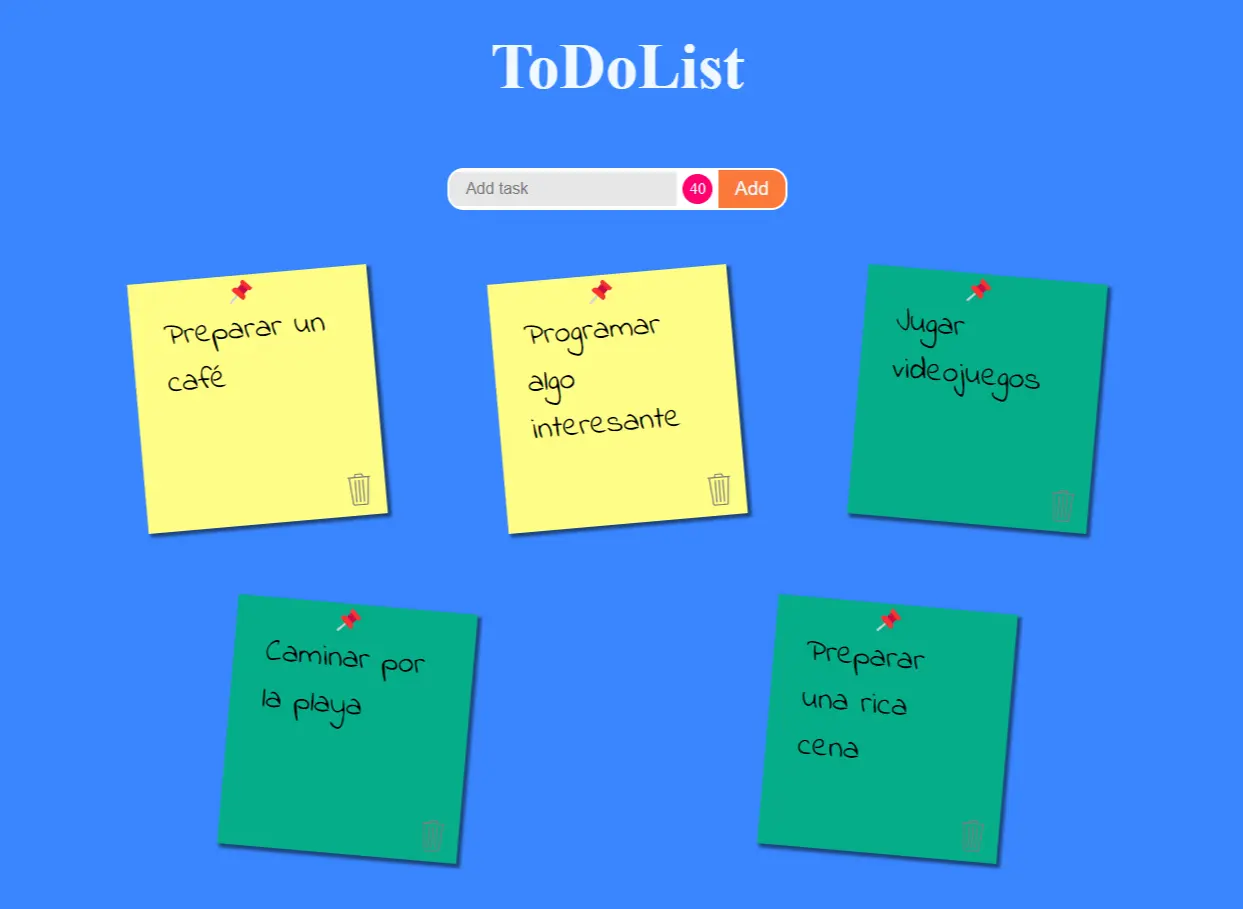 ToDoList
Add task
40
Add
Preparar un
café
Programar
algo
interesante
Jugar
videojuegos
Caminar por
la playa
Preparar
una rica
cena